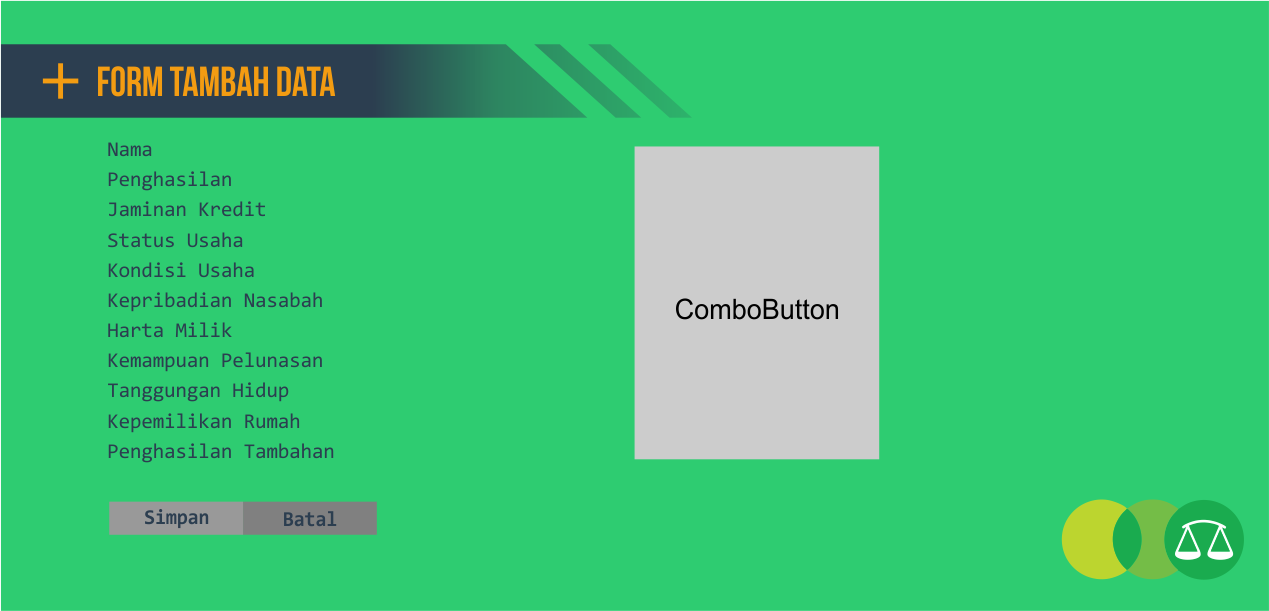 FORM TAMBAH DATA
Nama
Penghasilan
Jaminan Kredit
Status Usaha
Kondisi Usaha
Kepribadian Nasabah
Harta Milik
Kemampuan Pelunasan
Tanggungan Hidup
Kepemilikan Rumah
Penghasilan Tambahan
ComboButton
Simpan
Batal